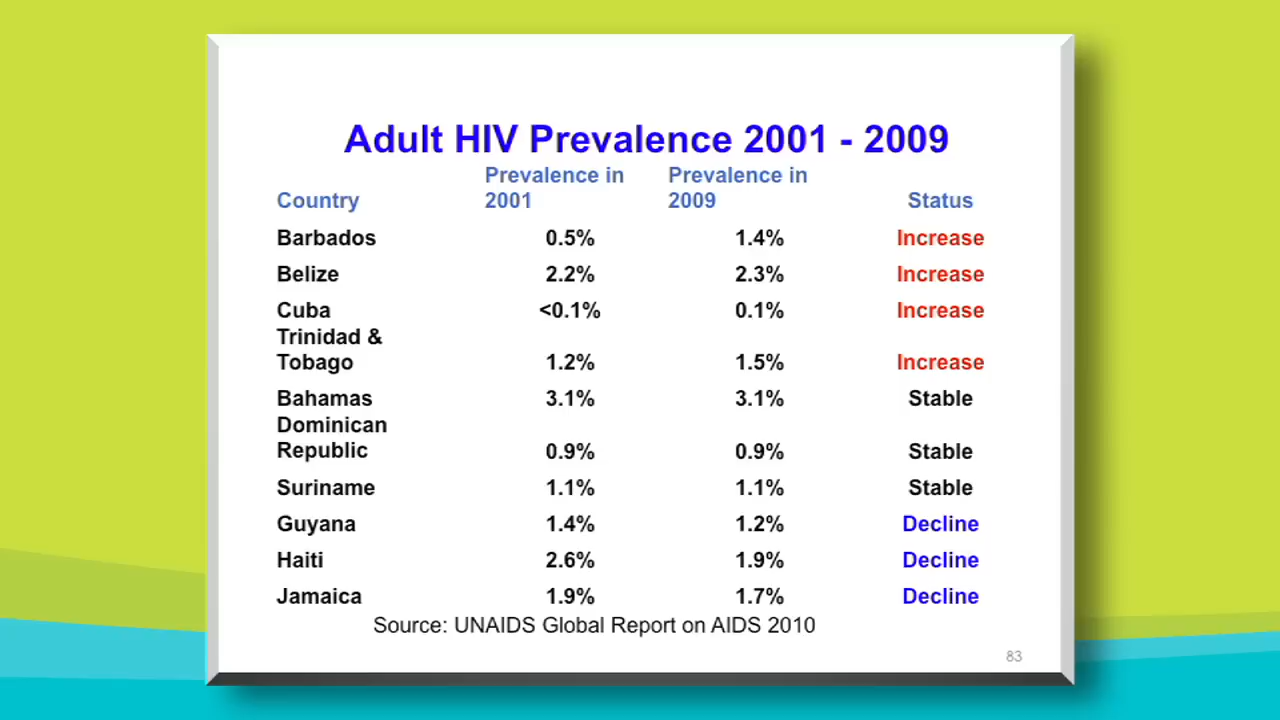 Adult HIV Prevalence 2001 - 2009
Country Prevalence in 2001 Prevalence in 2009 Status
Barbados 0.5% 1.4% Increase
Belize 2.2% 2.3% Increase
Cuba <0.1% 0.1% Increase
Trinidad &
Tobago 1.2% 1.5% Increase
Bahamas 3.1% 3.1% Stable
Dominican
Republic 0.9% 0.9% Stable
Suriname 1.1% 1.1% Stable
Guyana 1.4% 1.2% Decline
Haiti 2.6% 1.9% Decline
Jamaica 1.9% 1.7% Decline
Source: UNAIDS Global Report on AIDS 2010
83